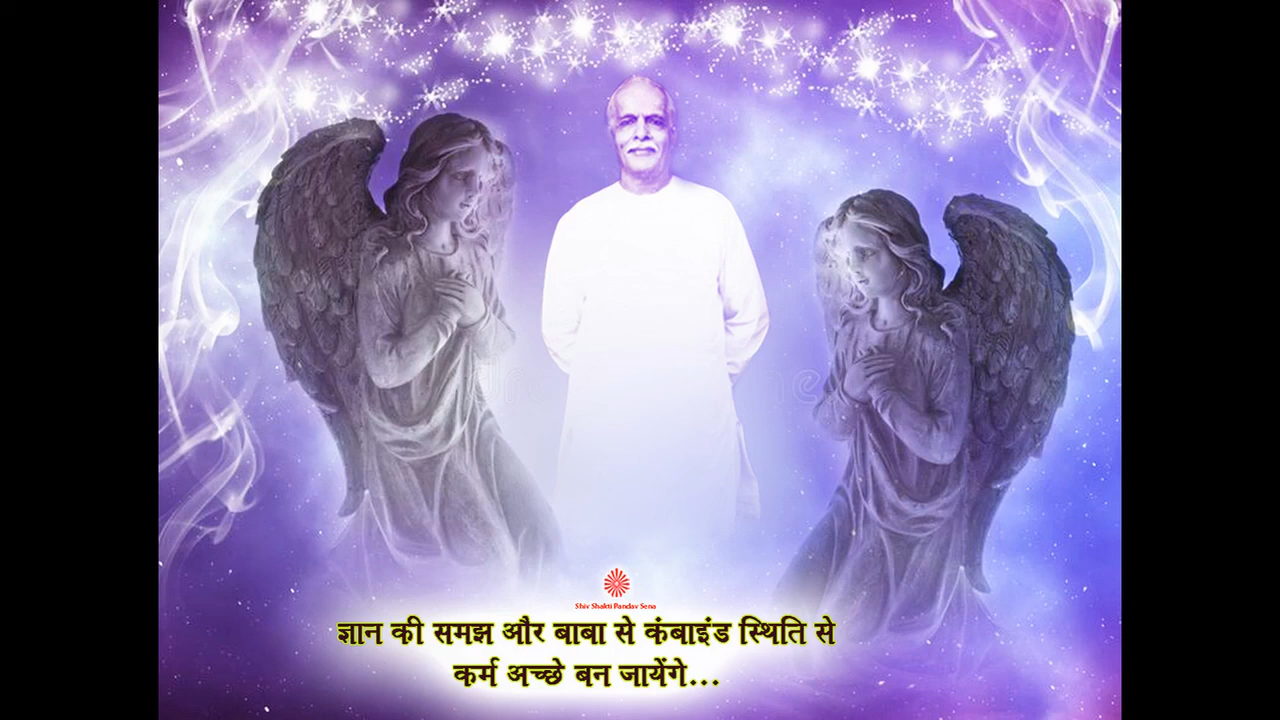 Shiv Shakti Pandav Sena
ज्ञान की समझ और बाबा से कंबाइंड स्थिति से
कर्म अच्छे बन जायेंगे...